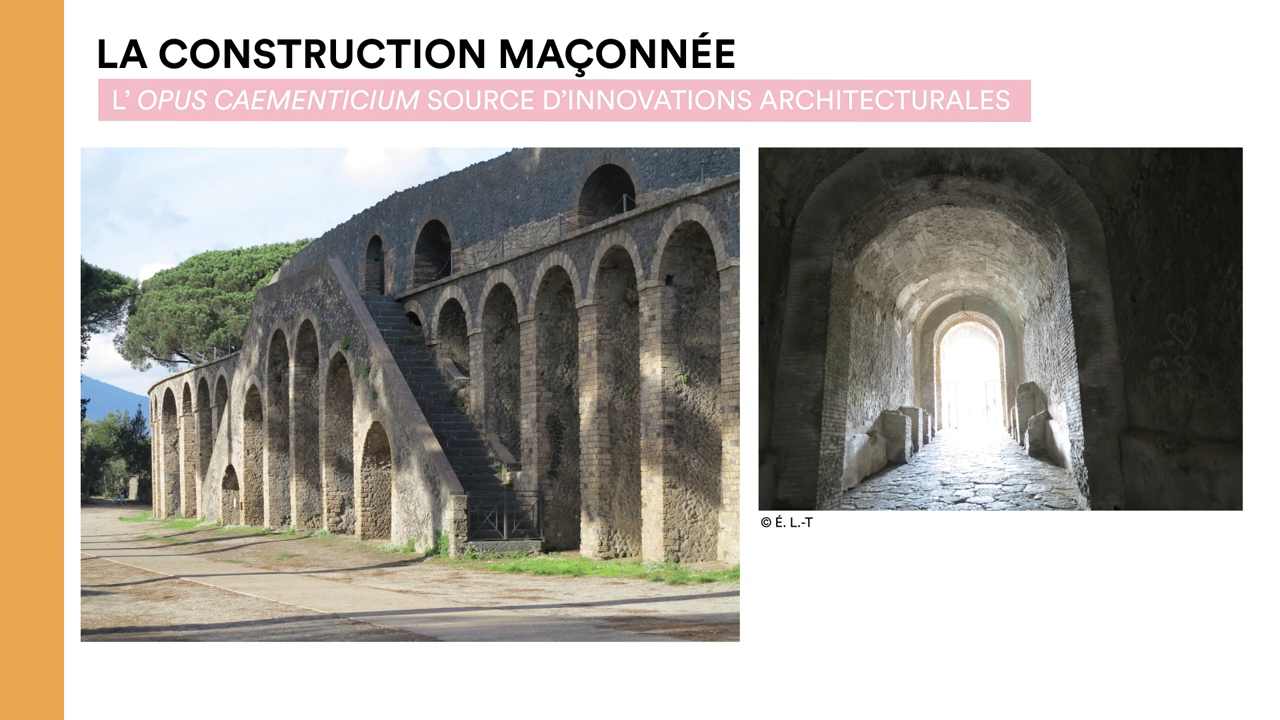 LA CONSTRUCTION MAÇONNÉE
L’ OPUS CAEMENTICIUM SOURCE D’INNOVATIONS ARCHITECTURALES
© É. L.-T